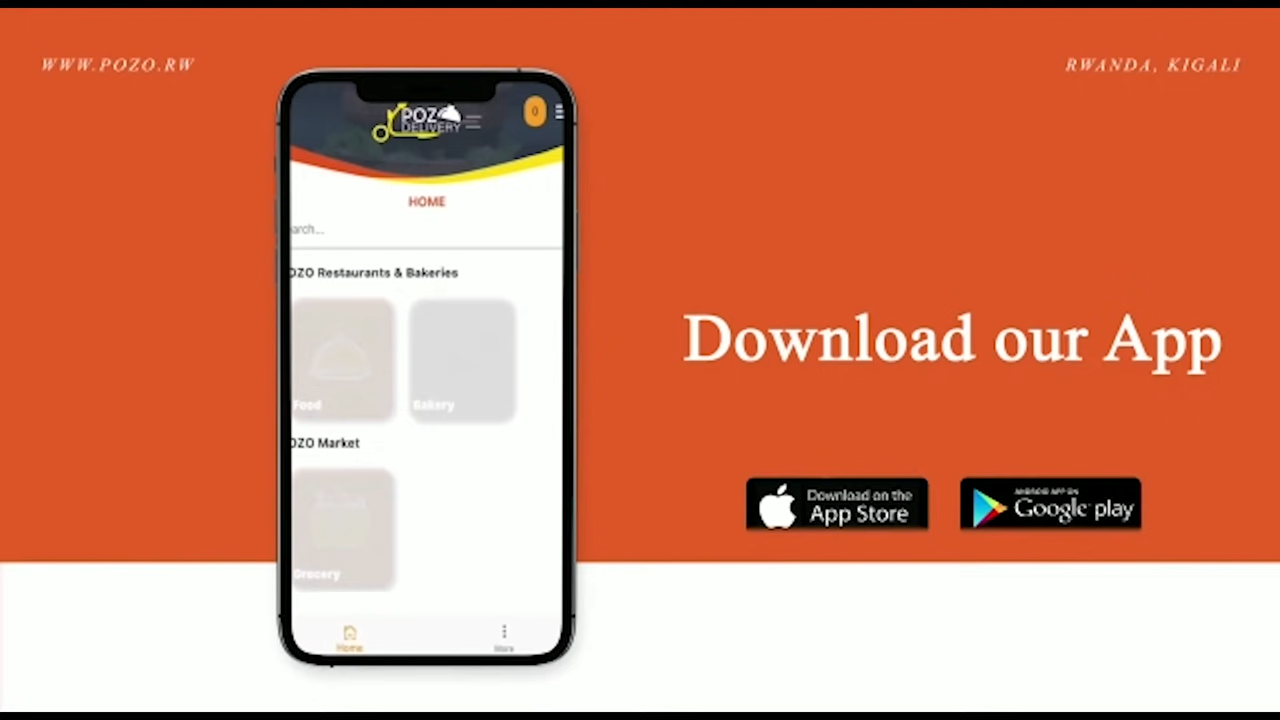 WWW.POZO.RW
RWANDA, KIGALI
POZO
DELIVERY
0
HOME
arch...
OZO Restaurants & Bakeries
Food
Bakery
OZO Market
Grocery
Home
More
Download our App
Download on the
App Store
ANDROID APP ON
Google play